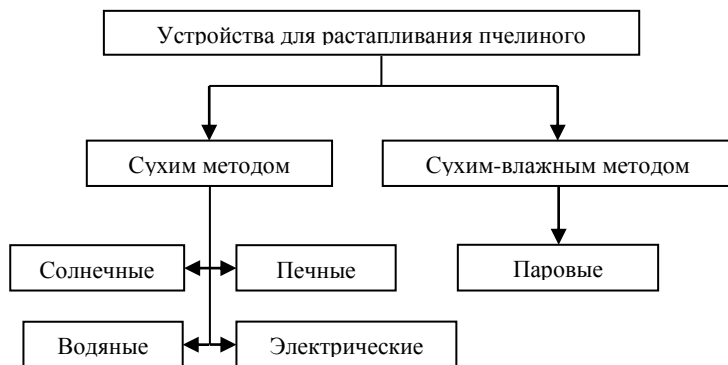 Устройства для растапливания пчелиного
Сухим методом
Сухим-влажным методом
Солнечные
Печные
Паровые
Водяные
Электрические